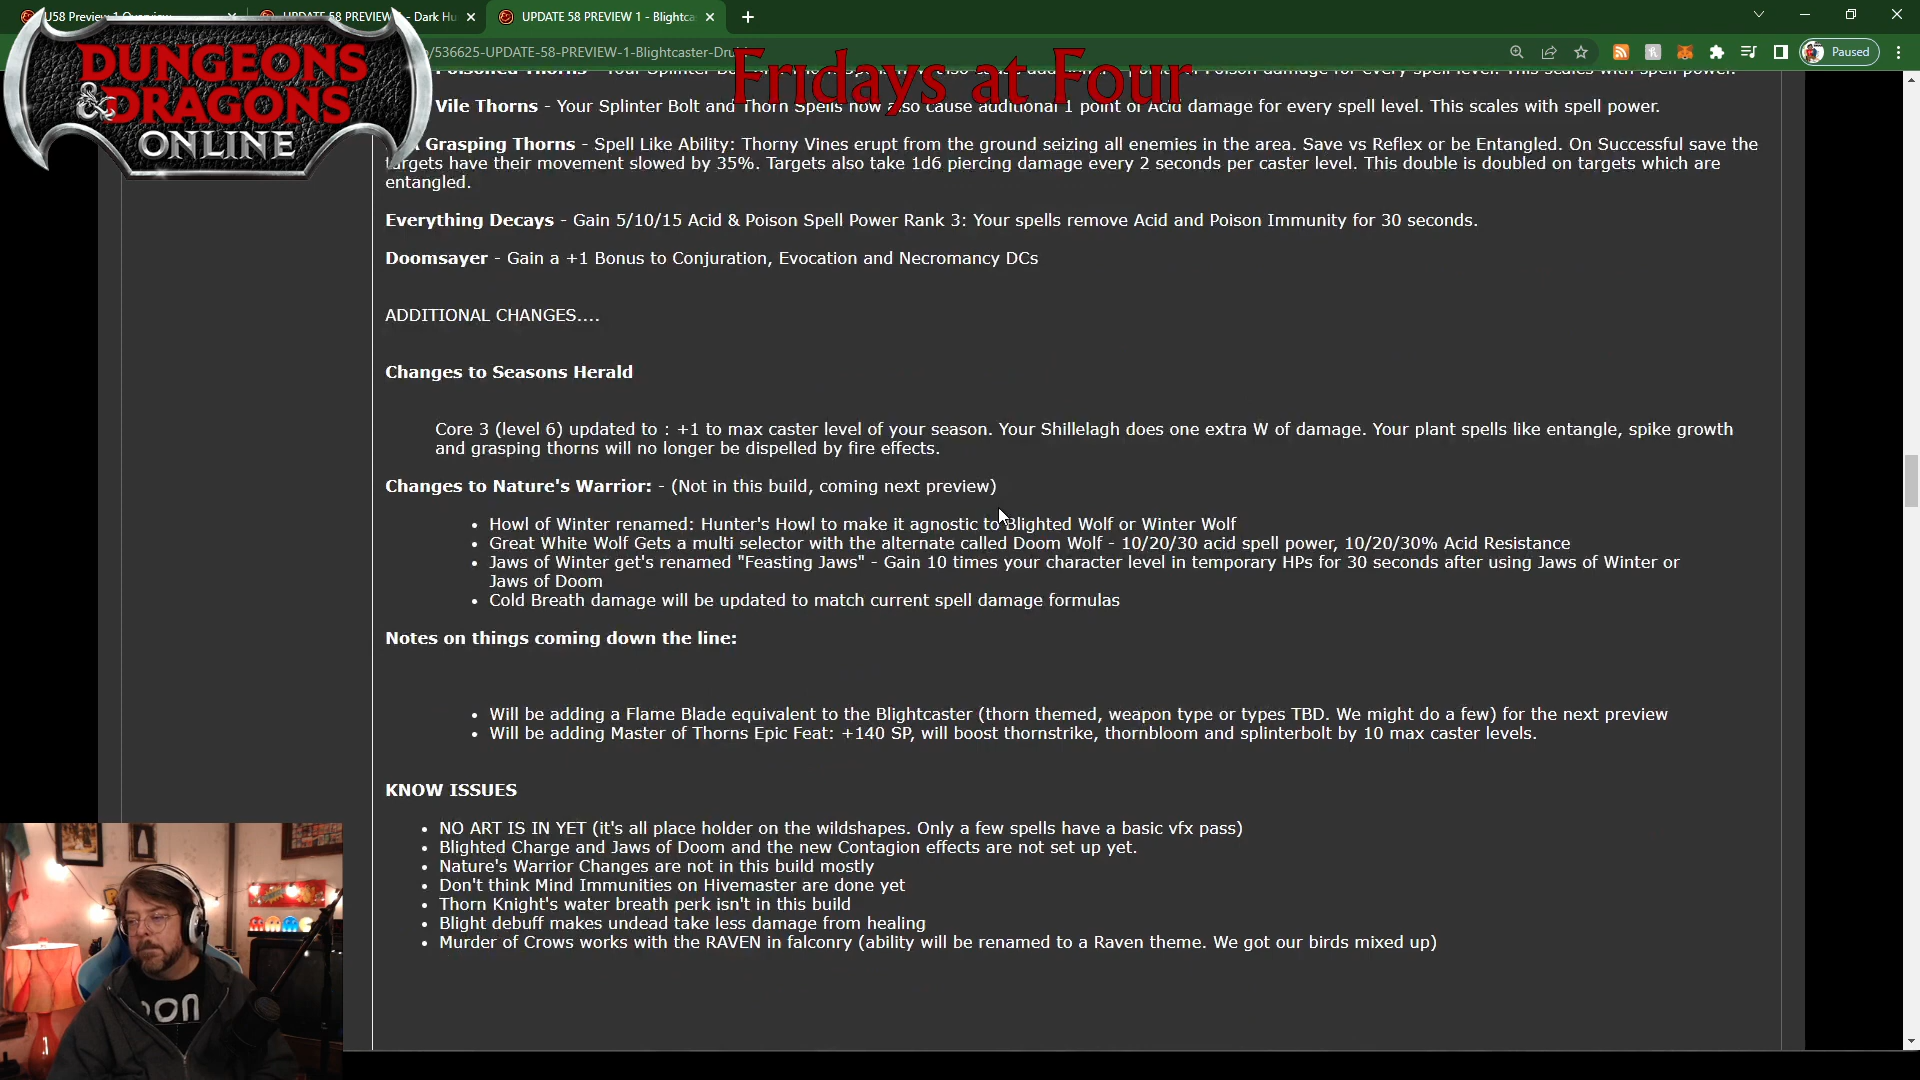 U58 Preview 1 Overview
UPDATE 58 PREVIEW 1 - Dark Hu
UPDATE 58 PREVIEW 1 - Blightca
/536625-UPDATE-58-PREVIEW-1-Blightcaster-Dru
Paused
DUNGEONS
& DRAGONS
ONLINE
Fridays at Four
Vile Thorns - Your Splinter Bolt and Thorn Spells now also cause additional 1 point of Acid damage for every spell level. This scales with spell power.
Grasping Thorns - Spell Like Ability: Thorny Vines erupt from the ground seizing all enemies in the area. Save vs Reflex or be Entangled. On Successful save the
targets have their movement slowed by 35%. Targets also take 1d6 piercing damage every 2 seconds per caster level. This double is doubled on targets which are
entangled.
Everything Decays - Gain 5/10/15 Acid & Poison Spell Power Rank 3: Your spells remove Acid and Poison Immunity for 30 seconds.
Doomsayer - Gain a +1 Bonus to Conjuration, Evocation and Necromancy DCs
ADDITIONAL CHANGES....
Changes to Seasons Herald
Core 3 (level 6) updated to : +1 to max caster level of your season. Your Shillelagh does one extra W of damage. Your plant spells like entangle, spike growth
and grasping thorns will no longer be dispelled by fire effects.
Changes to Nature's Warrior: - (Not in this build, coming next preview)
• Howl of Winter renamed: Hunter's Howl to make it agnostic to Blighted Wolf or Winter Wolf
• Great White Wolf Gets a multi selector with the alternate called Doom Wolf - 10/20/30 acid spell power, 10/20/30% Acid Resistance
• Jaws of Winter get's renamed "Feasting Jaws" - Gain 10 times your character level in temporary HPs for 30 seconds after using Jaws of Winter or
Jaws of Doom
• Cold Breath damage will be updated to match current spell damage formulas
Notes on things coming down the line:
• Will be adding a Flame Blade equivalent to the Blightcaster (thorn themed, weapon type or types TBD. We might do a few) for the next preview
• Will be adding Master of Thorns Epic Feat: +140 SP, will boost thornstrike, thornbloom and splinterbolt by 10 max caster levels.
KNOW ISSUES
• NO ART IS IN YET (it's all place holder on the wildshapes. Only a few spells have a basic vfx pass)
• Blighted Charge and Jaws of Doom and the new Contagion effects are not set up yet.
• Nature's Warrior Changes are not in this build mostly
• Don't think Mind Immunities on Hivemaster are done yet
• Thorn Knight's water breath perk isn't in this build
• Blight debuff makes undead take less damage from healing
• Murder of Crows works with the RAVEN in falconry (ability will be renamed to a Raven theme. We got our birds mixed up)